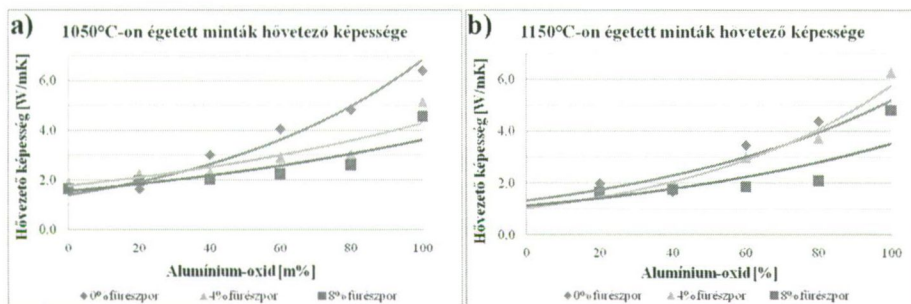 a)
1050°C-on égetett minták hővetező képessége
Hővezető képesség [W/mK]
6,0
4,0
2,0
0,0
0 20 40 60 80 100
Alumínium-oxid [m%]
0% fűrészpor 4% fűrészpor 8% fűrészpor
b)
1150°C-on égetett minták hővetező képessége
Hővezető képesség [W/mK]
6,0
4,0
2,0
0,0
0 20 40 60 80 100
Alumínium-oxid [%]
0% fűrészpor 4% fűrészpor 8% fűrészpor